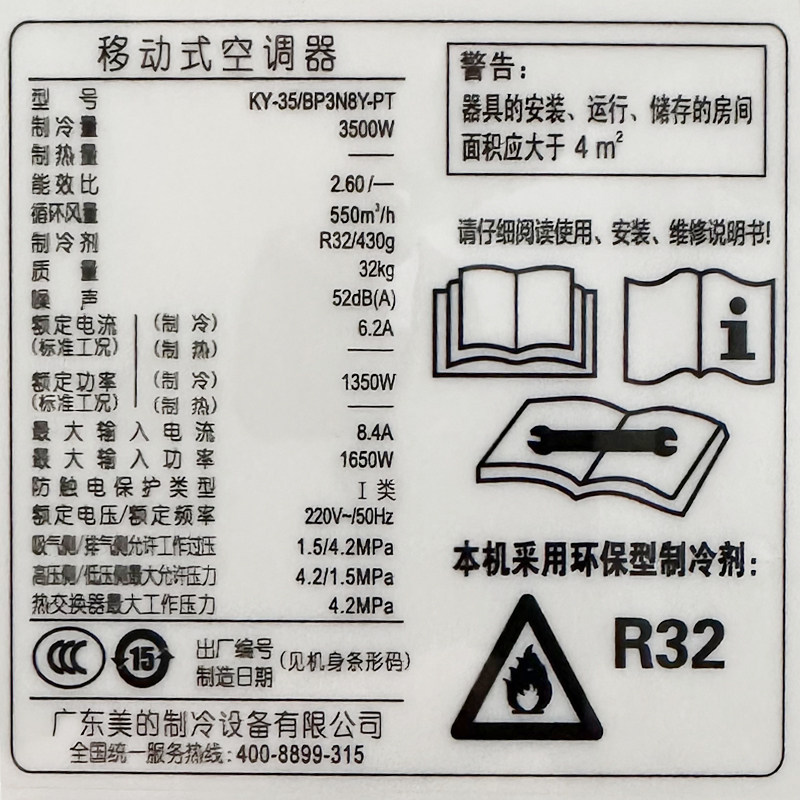 移动式空调器
型号 KY-35/BP3N8Y-PT
制冷量 3500W
制热量 ——
能效比 2.60/—
循环风量 550m³/h
制冷剂 R32/430g
质量 32kg
噪声 52dB(A)
额定电流 (制冷) 6.2A
(标准工况) (制热) ——
额定功率 (制冷) 1350W
(标准工况) (制热) ——
最大输入电流 8.4A
最大输入功率 1650W
防触电保护类型 I 类
额定电压/额定频率 220V~/50Hz
吸气侧/排气侧允许工作过压 1.5/4.2MPa
高压侧/低压侧最大允许压力 4.2/1.5MPa
热交换器最大工作压力 4.2MPa
CCC 15 出厂编号
制造日期 (见机身条形码)
广东美的制冷设备有限公司
全国统一服务热线:400-8899-315
警告:
器具的安装、运行、储存的房间
面积应大于 4 m²
请仔细阅读使用、安装、维修说明书!
i
本机采用环保型制冷剂:
R32